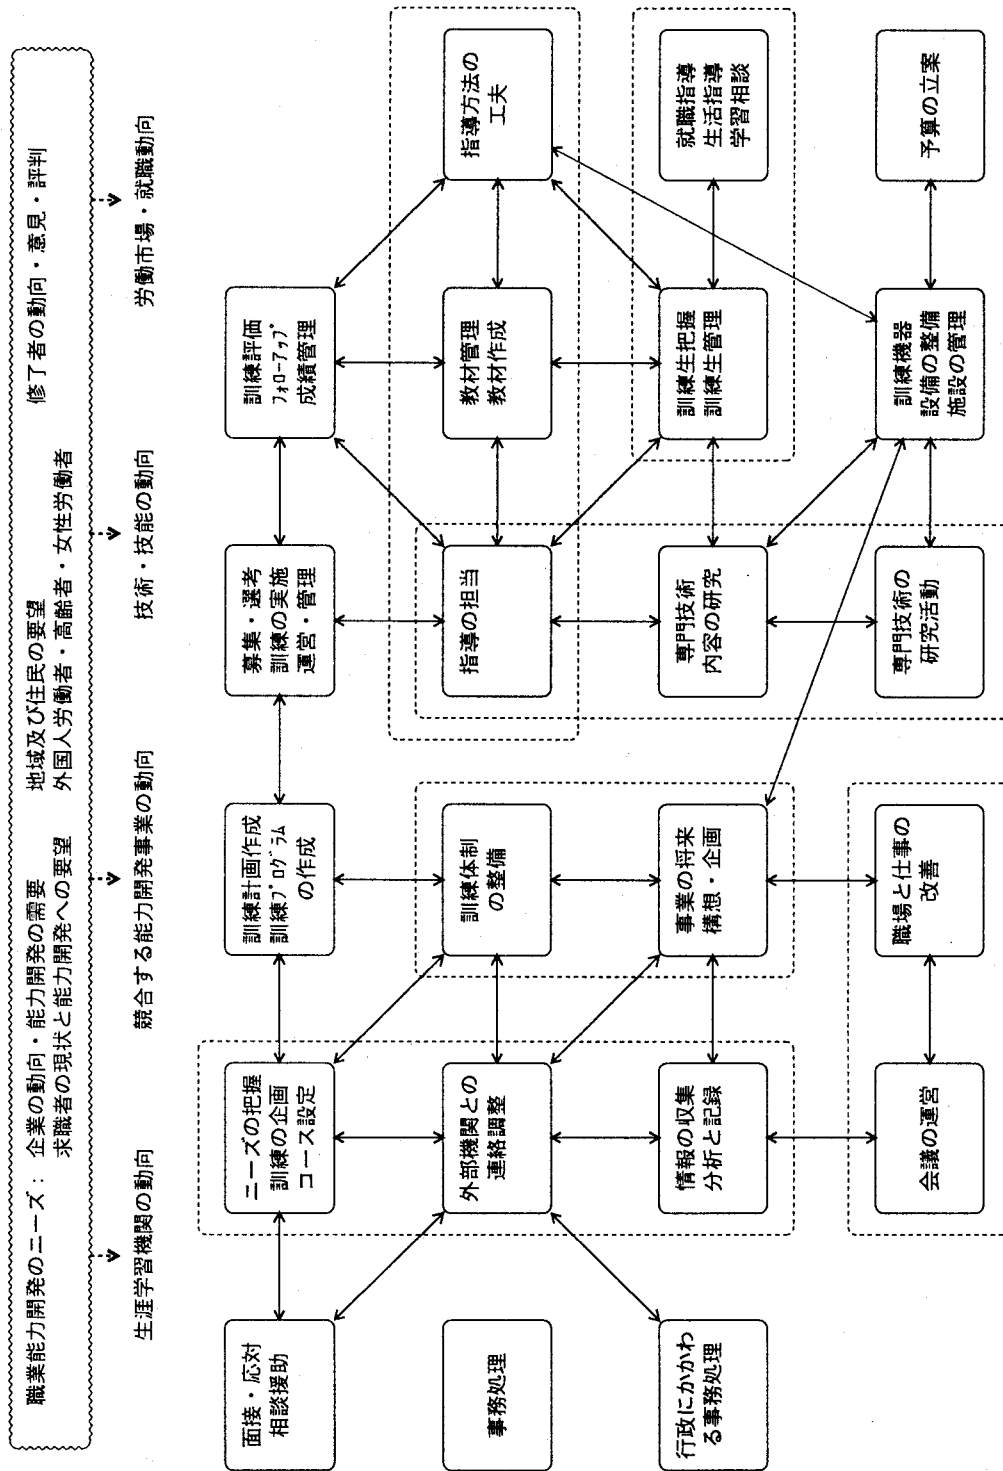 職業能力開発のニーズ： 企業の動向・能力開発の需要 地域及び住民の要望 修了者の動向・意見・評判
求職者の現状と能力開発への要望 外国人労働者・高齢者・女性労働者
生涯学習機関の動向 競合する能力開発事業の動向 技術・技能の動向 労働市場・就職動向
面接・応対
相談援助
ニーズの把握
訓練の企画
コース設定
訓練計画作成
訓練ﾌﾟﾛｸﾞﾗﾑ
の作成
募集・選考
訓練の実施
運営・管理
訓練評価
ﾌｫﾛｰｱｯﾌﾟ
成績管理
事務処理
外部機関との
連絡調整
訓練体制
の整備
指導の担当
教材管理
教材作成
指導方法の
工夫
行政にかかわ
る事務処理
情報の収集
分析と記録
事業の将来
構想・企画
専門技術
内容の研究
訓練生把握
訓練生管理
就職指導
生活指導
学習相談
会議の運営
職場と仕事の
改善
専門技術の
研究活動
訓練機器
設備の整備
施設の管理
予算の立案